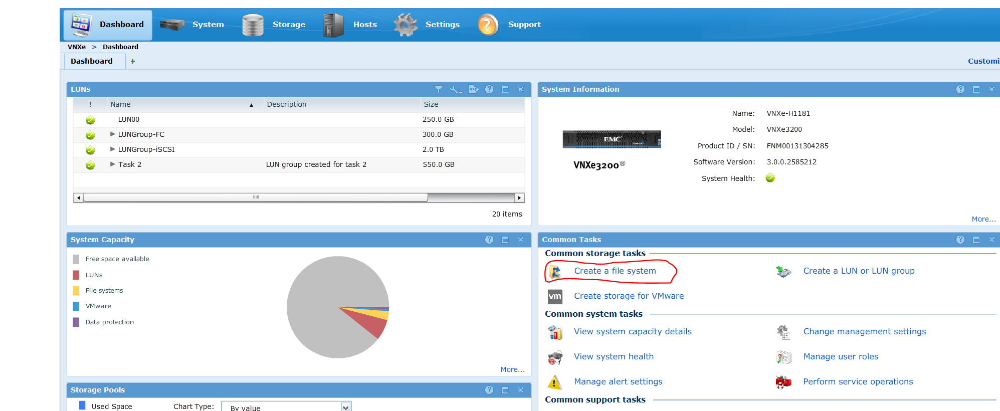 Dashboard System Storage Hosts Settings Support
VNXe > Dashboard
Dashboard +
Customi
LUNs
! Name ▲ Description Size
LUN00 250.0 GB
LUNGroup-FC 300.0 GB
LUNGroup-iSCSI 2.0 TB
Task 2 LUN group created for task 2 550.0 GB
20 items
System Information
EMC²
VNXe3200®
Name: VNXe-H1181
Model: VNXe3200
Product ID / SN: FNM00131304285
Software Version: 3.0.0.2585212
System Health:
More...
System Capacity
Free space available
LUNs
File systems
VMware
Data protection
More...
Common Tasks
Common storage tasks
Create a file system Create a LUN or LUN group
vm Create storage for VMware
Common system tasks
View system capacity details Change management settings
View system health Manage user roles
Manage alert settings Perform service operations
Common support tasks
Storage Pools
Used Space Chart Type: By value